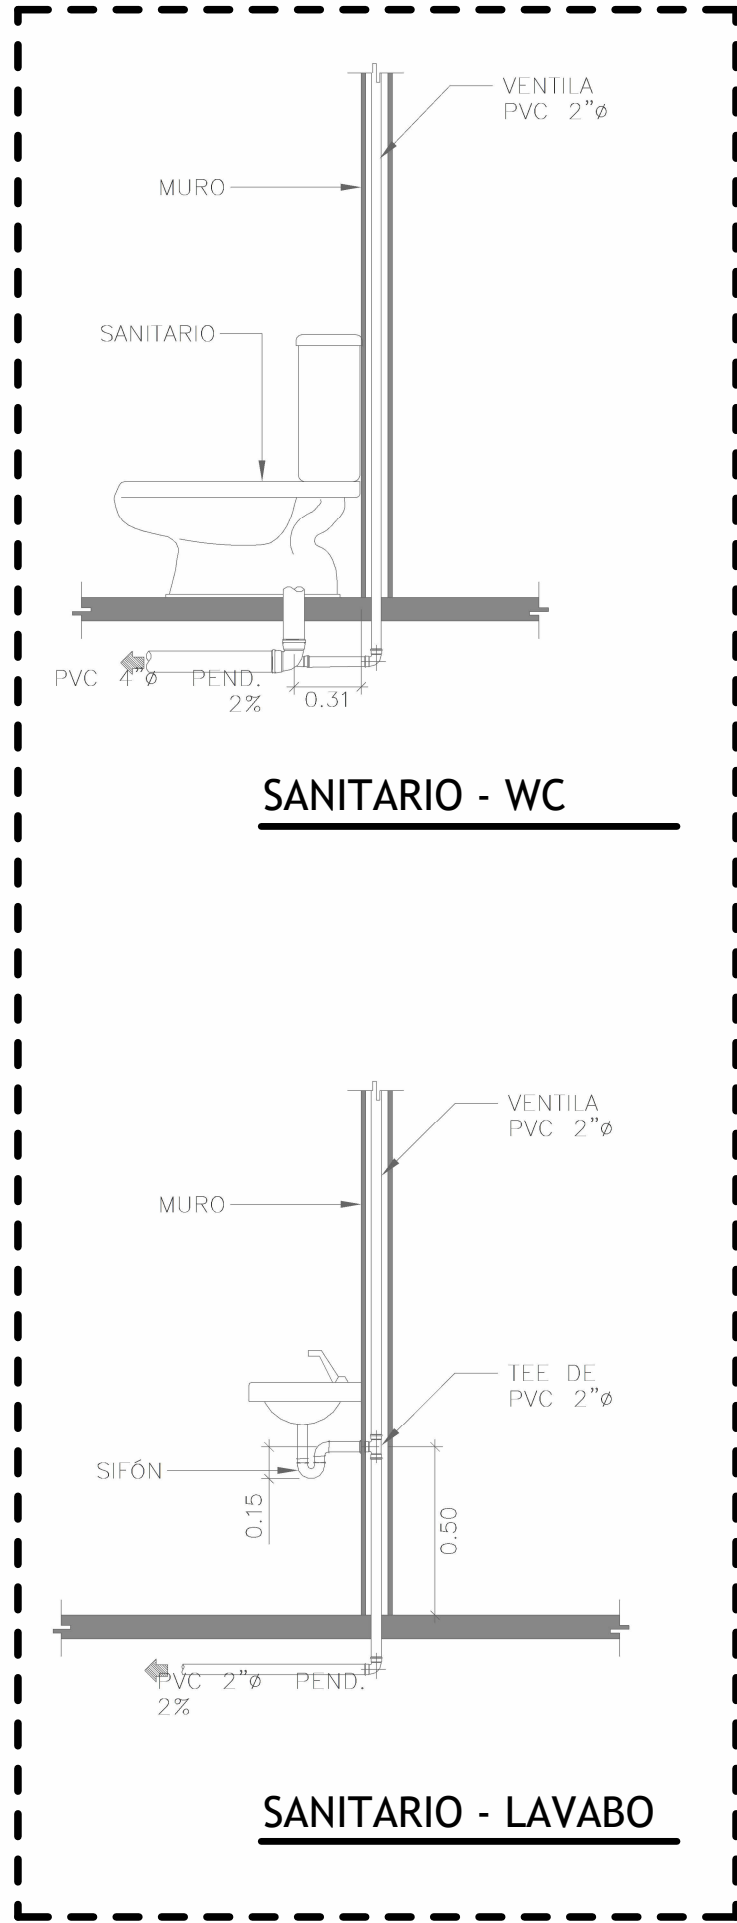 VENTILA
PVC 2"ø
MURO
SANITARIO
PVC 4"ø PEND.
2%
0.31
SANITARIO - WC
VENTILA
PVC 2"ø
MURO
TEE DE
PVC 2"ø
SIFÓN
0.15
0.50
PVC 2"ø PEND.
2%
SANITARIO - LAVABO